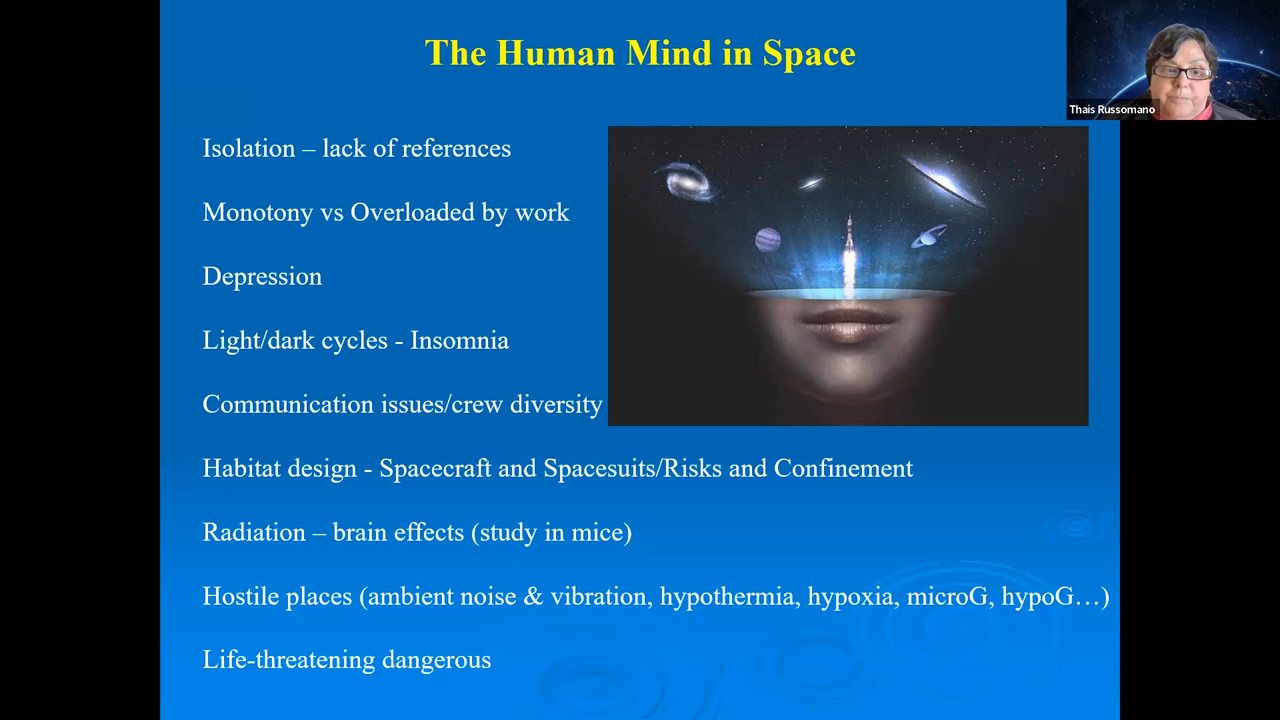 The Human Mind in Space
Thais Russomano
Isolation – lack of references
Monotony vs Overloaded by work
Depression
Light/dark cycles - Insomnia
Communication issues/crew diversity
Habitat design - Spacecraft and Spacesuits/Risks and Confinement
Radiation – brain effects (study in mice)
Hostile places (ambient noise & vibration, hypothermia, hypoxia, microG, hypoG…)
Life-threatening dangerous